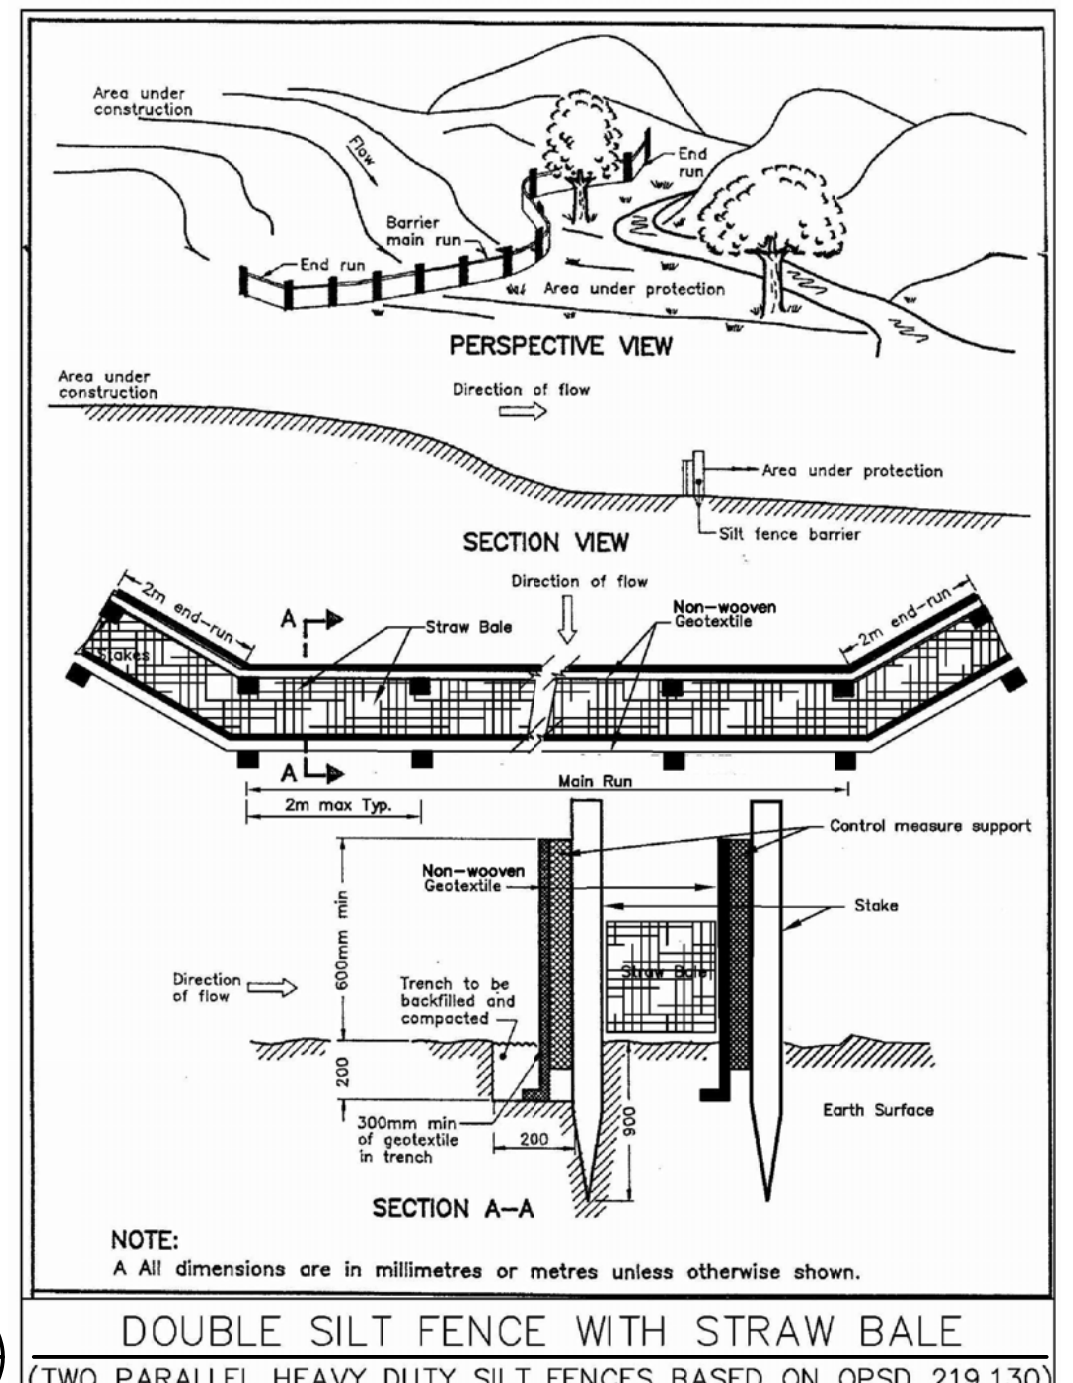 Area under
construction
Flow
End
run
Barrier
main run
End run
Area under protection
PERSPECTIVE VIEW
Area under
construction
Direction of flow
Area under protection
Silt fence barrier
SECTION VIEW
Direction of flow
2m end-run
2m end-run
A
Straw Bale
Non-wooven
Geotextile
Stakes
A
Main Run
2m max Typ.
Control measure support
Non-wooven
Geotextile
Stake
600mm min
Straw Bale
Direction
of flow
Trench to be
backfilled and
compacted
200
300mm min
of geotextile
in trench
200
900
Earth Surface
SECTION A-A
NOTE:
A All dimensions are in millimetres or metres unless otherwise shown.
DOUBLE SILT FENCE WITH STRAW BALE
(TWO PARALLEL HEAVY DUTY SILT FENCES BASED ON OPSD 219.130)